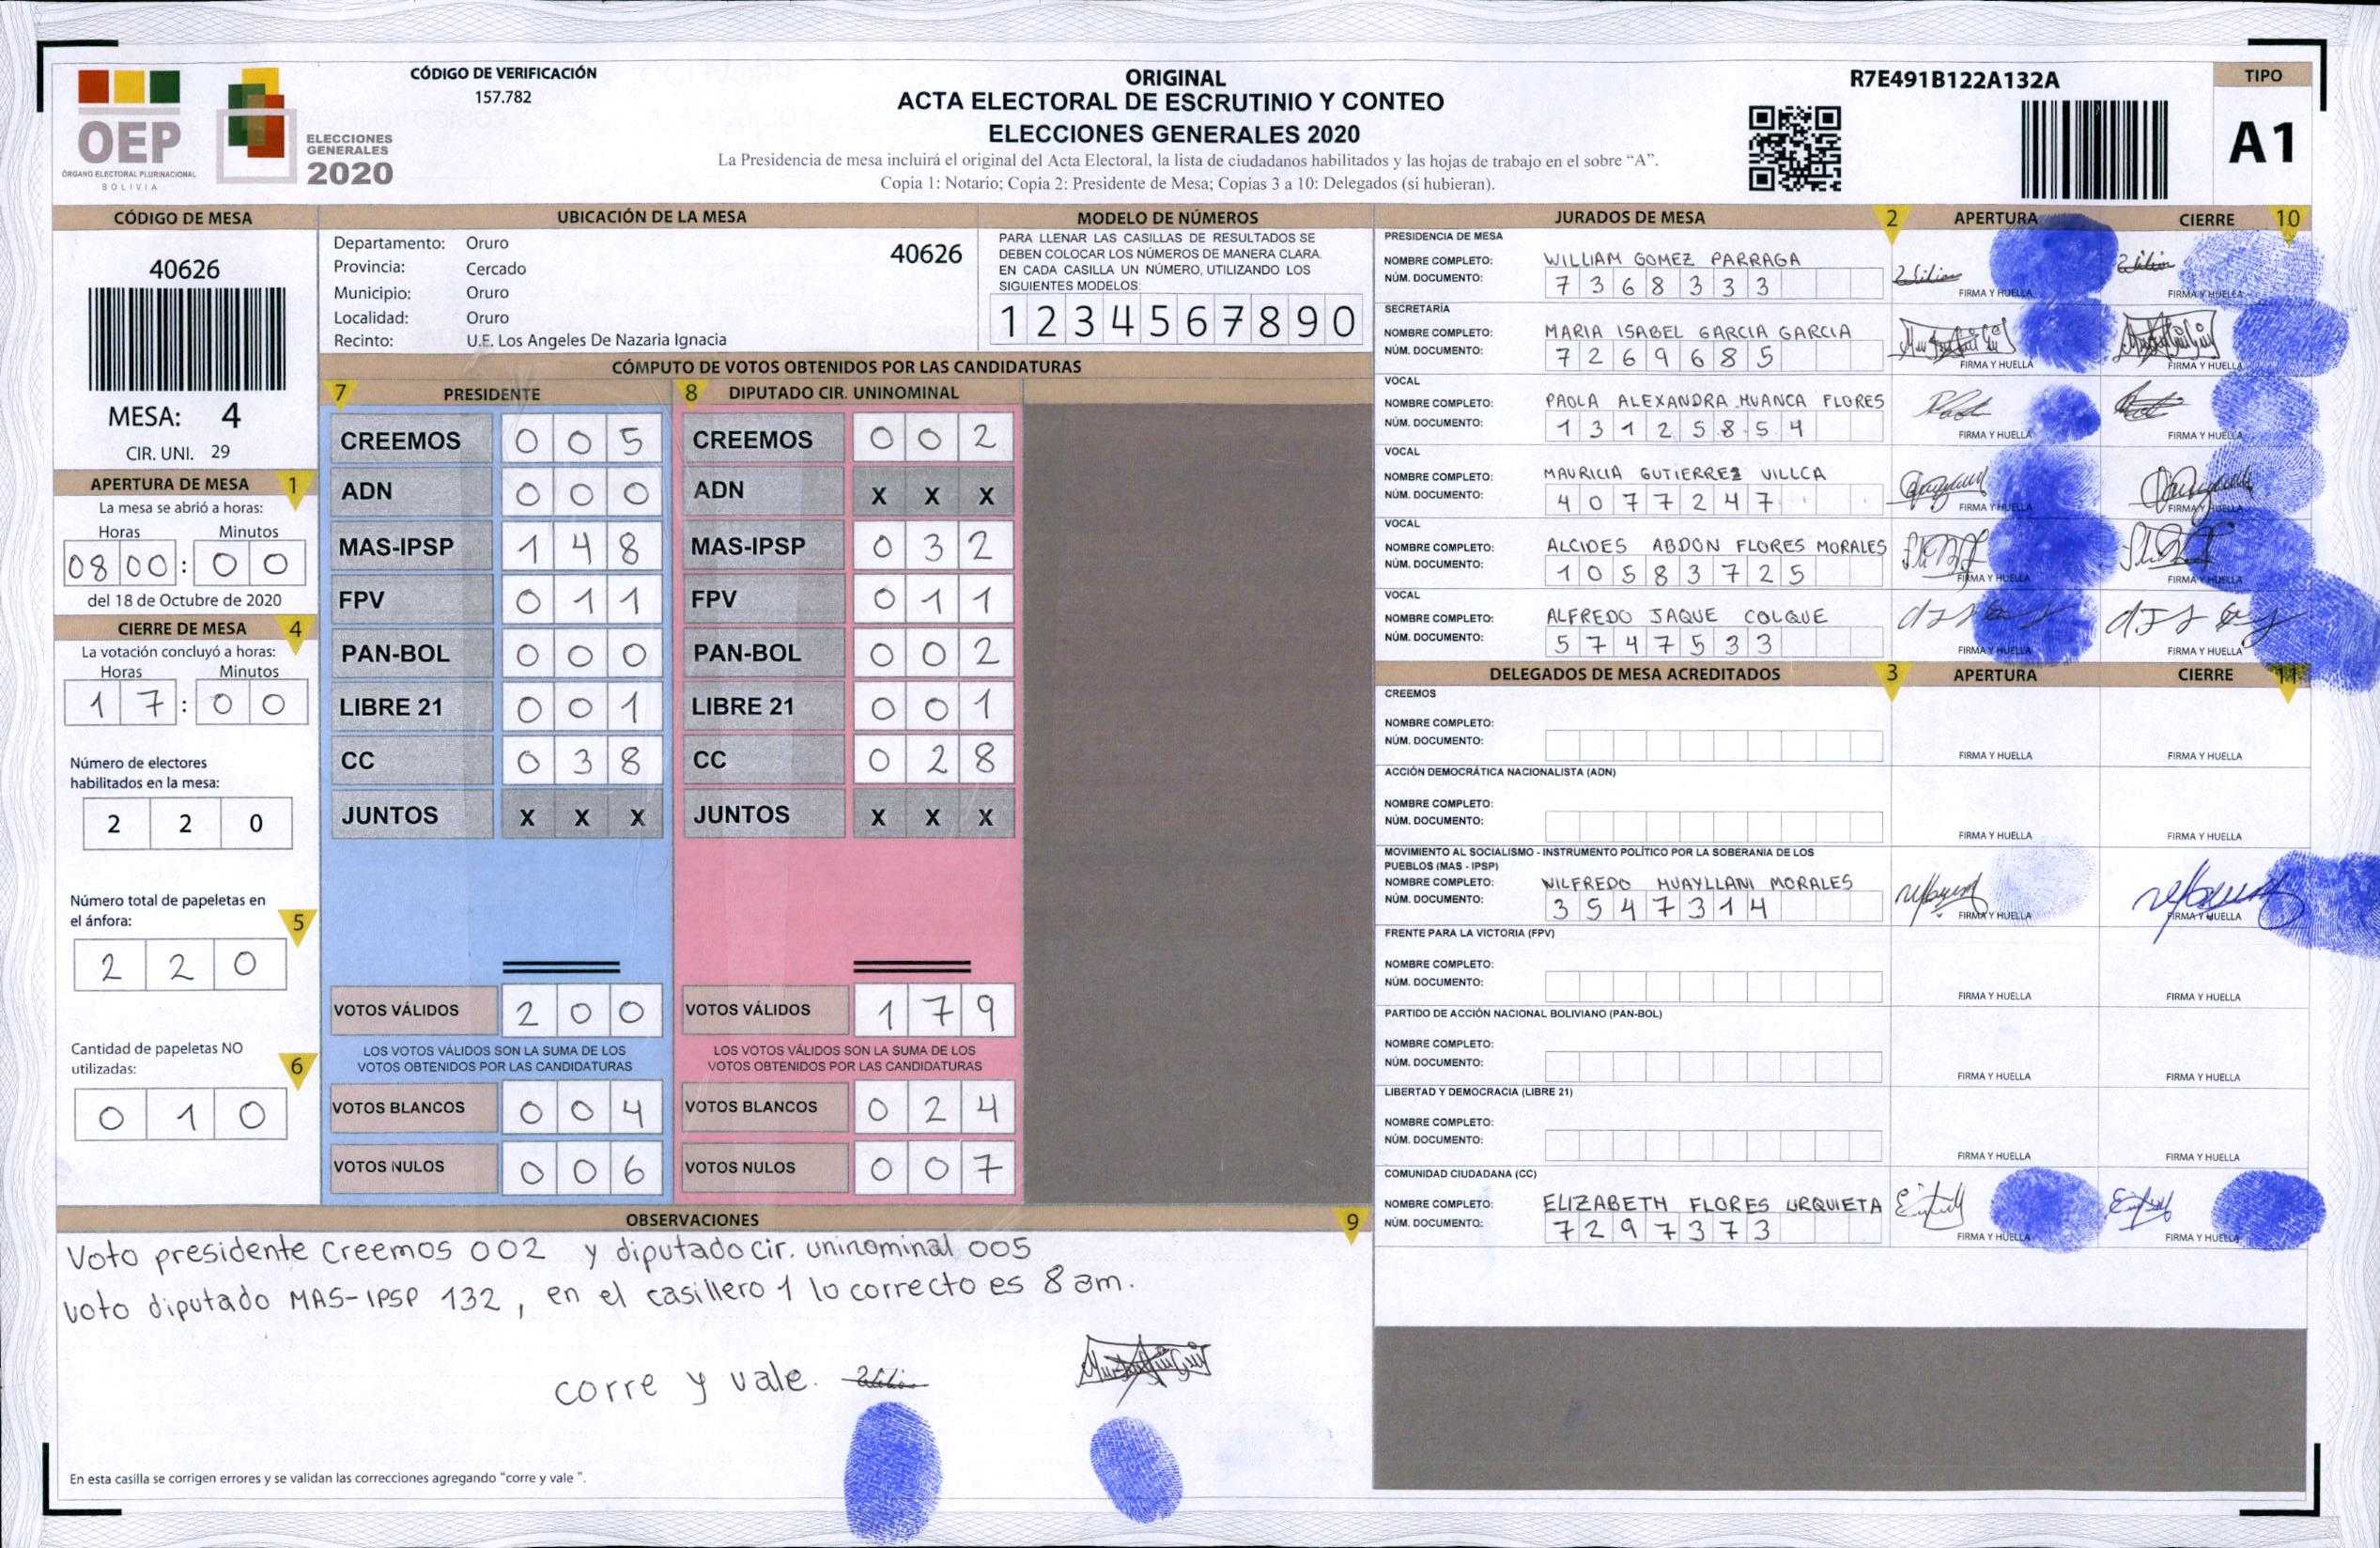 CÓDIGO DE VERIFICACIÓN
157.782
ORIGINAL
ACTA ELECTORAL DE ESCRUTINIO Y CONTEO
ELECCIONES GENERALES 2020
La Presidencia de mesa incluirá el original del Acta Electoral, la lista de ciudadanos habilitados y las hojas de trabajo en el sobre “A”.
Copia 1: Notario; Copia 2: Presidente de Mesa; Copias 3 a 10: Delegados (si hubieran).
R7E491B122A132A
TIPO
A1
OEP
ÓRGANO ELECTORAL PLURINACIONAL
BOLIVIA
ELECCIONES
GENERALES
2020
CÓDIGO DE MESA
40626
MESA: 4
CIR. UNI. 29
APERTURA DE MESA 1
La mesa se abrió a horas:
Horas Minutos
08 00 : 0 0
del 18 de Octubre de 2020
CIERRE DE MESA 4
La votación concluyó a horas:
Horas Minutos
1 7 : 0 0
Número de electores
habilitados en la mesa:
2 2 0
Número total de papeletas en
el ánfora: 5
2 2 0
Cantidad de papeletas NO
utilizadas: 6
0 1 0
UBICACIÓN DE LA MESA
Departamento: Oruro 40626
Provincia: Cercado
Municipio: Oruro
Localidad: Oruro
Recinto: U.E. Los Angeles De Nazaria Ignacia
MODELO DE NÚMEROS
PARA LLENAR LAS CASILLAS DE RESULTADOS SE
DEBEN COLOCAR LOS NÚMEROS DE MANERA CLARA.
EN CADA CASILLA UN NÚMERO, UTILIZANDO LOS
SIGUIENTES MODELOS:
1 2 3 4 5 6 7 8 9 0
CÓMPUTO DE VOTOS OBTENIDOS POR LAS CANDIDATURAS
7 PRESIDENTE 8 DIPUTADO CIR. UNINOMINAL
CREEMOS 0 0 5 CREEMOS 0 0 2
ADN 0 0 0 ADN X X X
MAS-IPSP 1 4 8 MAS-IPSP 0 3 2
FPV 0 1 1 FPV 0 1 1
PAN-BOL 0 0 0 PAN-BOL 0 0 2
LIBRE 21 0 0 1 LIBRE 21 0 0 1
CC 0 3 8 CC 0 2 8
JUNTOS X X X JUNTOS X X X
VOTOS VÁLIDOS 2 0 0 VOTOS VÁLIDOS 1 7 9
LOS VOTOS VÁLIDOS SON LA SUMA DE LOS LOS VOTOS VÁLIDOS SON LA SUMA DE LOS
VOTOS OBTENIDOS POR LAS CANDIDATURAS VOTOS OBTENIDOS POR LAS CANDIDATURAS
VOTOS BLANCOS 0 0 4 VOTOS BLANCOS 0 2 4
VOTOS NULOS 0 0 6 VOTOS NULOS 0 0 7
JURADOS DE MESA 2 APERTURA CIERRE 10
PRESIDENCIA DE MESA
NOMBRE COMPLETO: WILLIAM GOMEZ PARRAGA
NÚM. DOCUMENTO: 7 3 6 8 3 3 3
FIRMA Y HUELLA FIRMA Y HUELLA
SECRETARÍA
NOMBRE COMPLETO: MARIA ISABEL GARCIA GARCIA
NÚM. DOCUMENTO: 7 2 6 9 6 8 5
FIRMA Y HUELLA FIRMA Y HUELLA
VOCAL
NOMBRE COMPLETO: PAOLA ALEXANDRA HUANCA FLORES
NÚM. DOCUMENTO: 1 3 1 2 5 8 5 4
FIRMA Y HUELLA FIRMA Y HUELLA
VOCAL
NOMBRE COMPLETO: MAURICIA GUTIERREZ VILLCA
NÚM. DOCUMENTO: 4 0 7 7 2 4 7
FIRMA Y HUELLA FIRMA Y HUELLA
VOCAL
NOMBRE COMPLETO: ALCIDES ABDON FLORES MORALES
NÚM. DOCUMENTO: 1 0 5 8 3 7 2 5
FIRMA Y HUELLA FIRMA Y HUELLA
VOCAL
NOMBRE COMPLETO: ALFREDO JAQUE COLQUE
NÚM. DOCUMENTO: 5 7 4 7 5 3 3
FIRMA Y HUELLA FIRMA Y HUELLA
DELEGADOS DE MESA ACREDITADOS 3 APERTURA CIERRE 11
CREEMOS
NOMBRE COMPLETO:
NÚM. DOCUMENTO:
FIRMA Y HUELLA FIRMA Y HUELLA
ACCIÓN DEMOCRÁTICA NACIONALISTA (ADN)
NOMBRE COMPLETO:
NÚM. DOCUMENTO:
FIRMA Y HUELLA FIRMA Y HUELLA
MOVIMIENTO AL SOCIALISMO - INSTRUMENTO POLÍTICO POR LA SOBERANIA DE LOS
PUEBLOS (MAS - IPSP)
NOMBRE COMPLETO: WILFREDO HUAYLLANI MORALES
NÚM. DOCUMENTO: 3 5 4 7 3 1 4
FIRMA Y HUELLA FIRMA Y HUELLA
FRENTE PARA LA VICTORIA (FPV)
NOMBRE COMPLETO:
NÚM. DOCUMENTO:
FIRMA Y HUELLA FIRMA Y HUELLA
PARTIDO DE ACCIÓN NACIONAL BOLIVIANO (PAN-BOL)
NOMBRE COMPLETO:
NÚM. DOCUMENTO:
FIRMA Y HUELLA FIRMA Y HUELLA
LIBERTAD Y DEMOCRACIA (LIBRE 21)
NOMBRE COMPLETO:
NÚM. DOCUMENTO:
FIRMA Y HUELLA FIRMA Y HUELLA
COMUNIDAD CIUDADANA (CC)
NOMBRE COMPLETO: ELIZABETH FLORES URQUIETA
NÚM. DOCUMENTO: 7 2 9 7 3 7 3
FIRMA Y HUELLA FIRMA Y HUELLA
OBSERVACIONES 9
Voto presidente Creemos 002 y diputado cir. uninominal 005
voto diputado MAS-IPSP 132, en el casillero 1 lo correcto es 8 am.
corre y vale.
En esta casilla se corrigen errores y se validan las correcciones agregando “corre y vale ”.